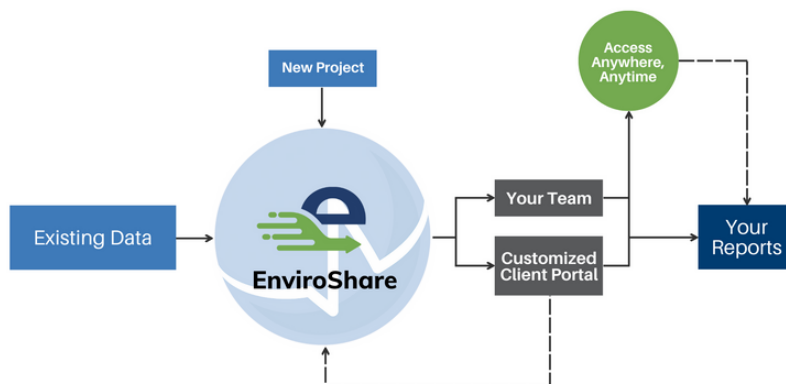 New Project
Access
Anywhere,
Anytime
Existing Data
EnviroShare
Your Team
Customized
Client Portal
Your
Reports